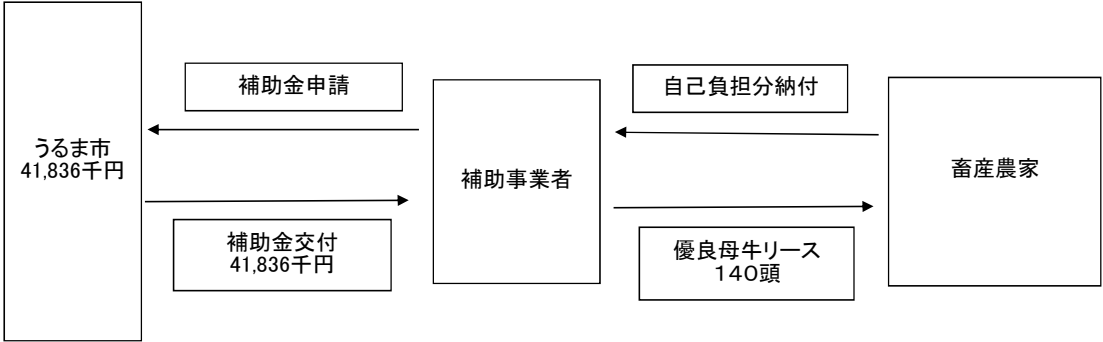 うるま市
41,836千円
補助金申請
補助金交付
41,836千円
補助事業者
自己負担分納付
優良母牛リース
１４０頭
畜産農家